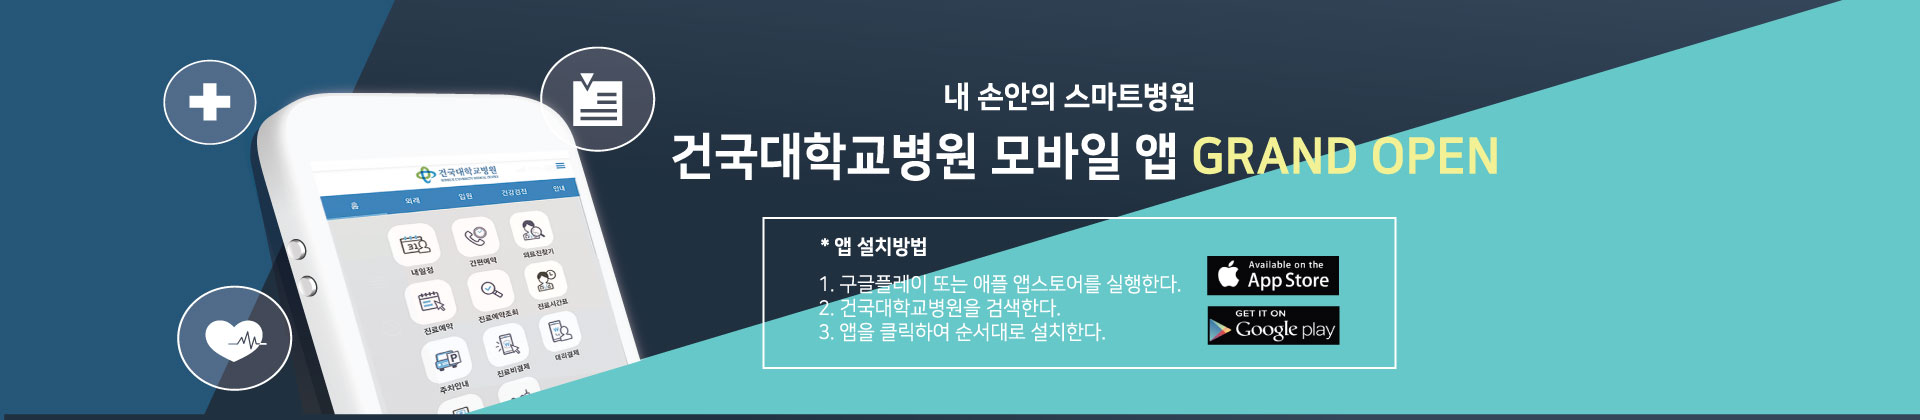 내 손안의 스마트병원
건국대학교병원 모바일 앱 GRAND OPEN
* 앱 설치방법
1. 구글플레이 또는 애플 앱스토어를 실행한다.
2. 건국대학교병원을 검색한다.
3. 앱을 클릭하여 순서대로 설치한다.
Available on the
App Store
GET IT ON
Google play
건국대학교병원
홈 외래 입원 건강검진 안내
31
내일정 간편예약 의료진찾기
진료예약 진료예약조회 진료시간표
P
주차안내 진료비결제 대리결제